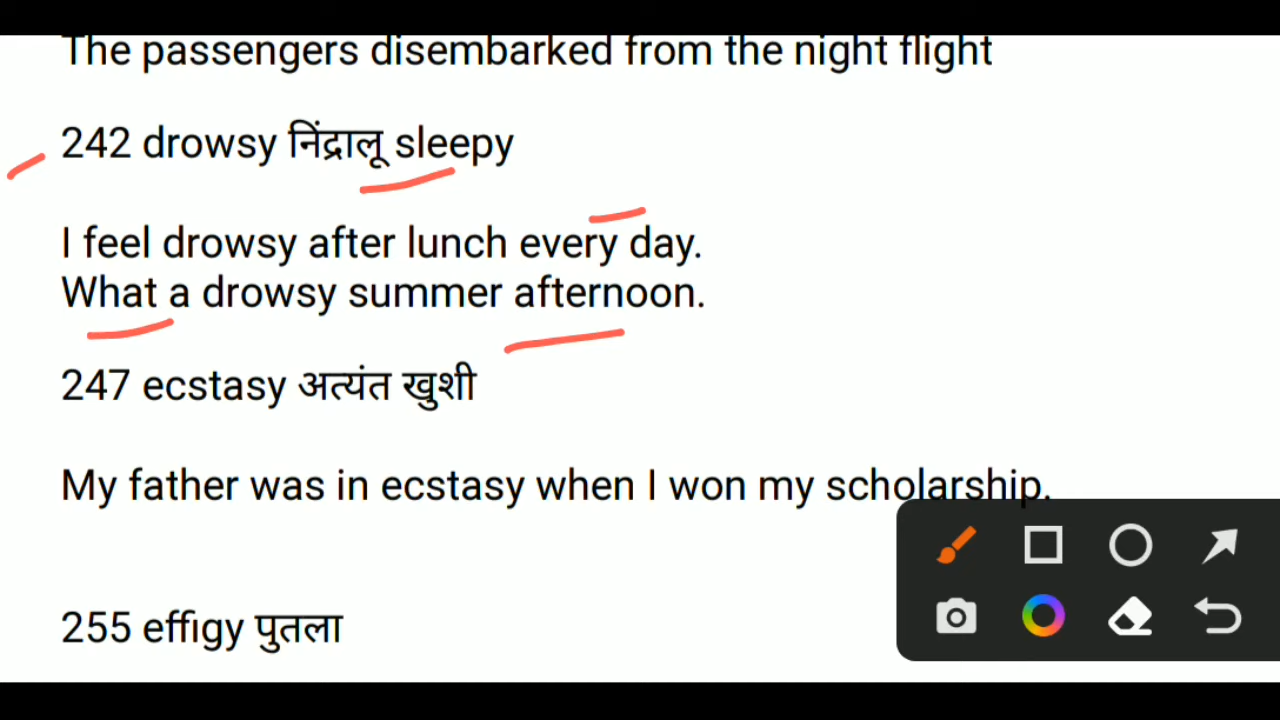 The passengers disembarked from the night flight
242 drowsy निंद्रालू sleepy
I feel drowsy after lunch every day.
What a drowsy summer afternoon.
247 ecstasy अत्यंत खुशी
My father was in ecstasy when I won my scholarship.
255 effigy पुतला